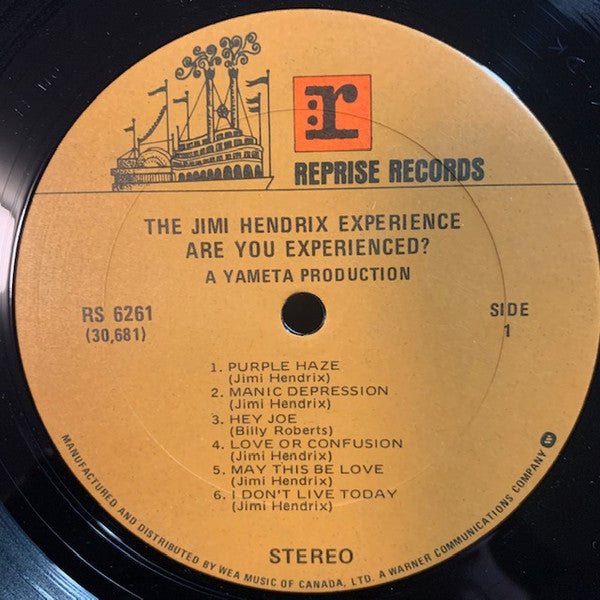 :r
REPRISE RECORDS
THE JIMI HENDRIX EXPERIENCE
ARE YOU EXPERIENCED?
A YAMETA PRODUCTION
RS 6261
(30,681)
SIDE
1
1. PURPLE HAZE
(Jimi Hendrix)
2. MANIC DEPRESSION
(Jimi Hendrix)
3. HEY JOE
(Billy Roberts)
4. LOVE OR CONFUSION
(Jimi Hendrix)
5. MAY THIS BE LOVE
(Jimi Hendrix)
6. I DON'T LIVE TODAY
(Jimi Hendrix)
STEREO
MANUFACTURED AND DISTRIBUTED BY WEA MUSIC OF CANADA, LTD. A WARNER COMMUNICATIONS COMPANY